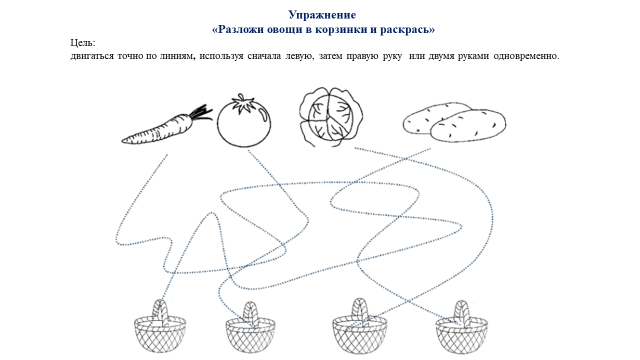 Упражнение
«Разложи овощи в корзинки и раскрась»
Цель:
двигаться точно по линиям, используя сначала левую, затем правую руку или двумя руками одновременно.